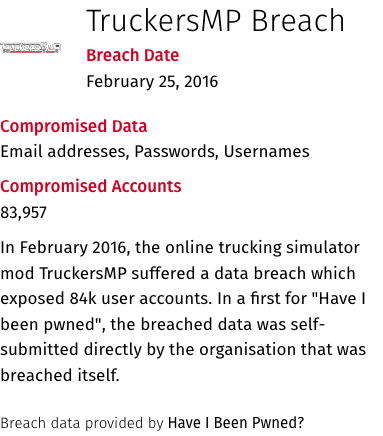 TruckersMP Breach
Breach Date
February 25, 2016
Compromised Data
Email addresses, Passwords, Usernames
Compromised Accounts
83,957
In February 2016, the online trucking simulator
mod TruckersMP suffered a data breach which
exposed 84k user accounts. In a first for "Have I
been pwned", the breached data was self-
submitted directly by the organisation that was
breached itself.
Breach data provided by Have I Been Pwned?